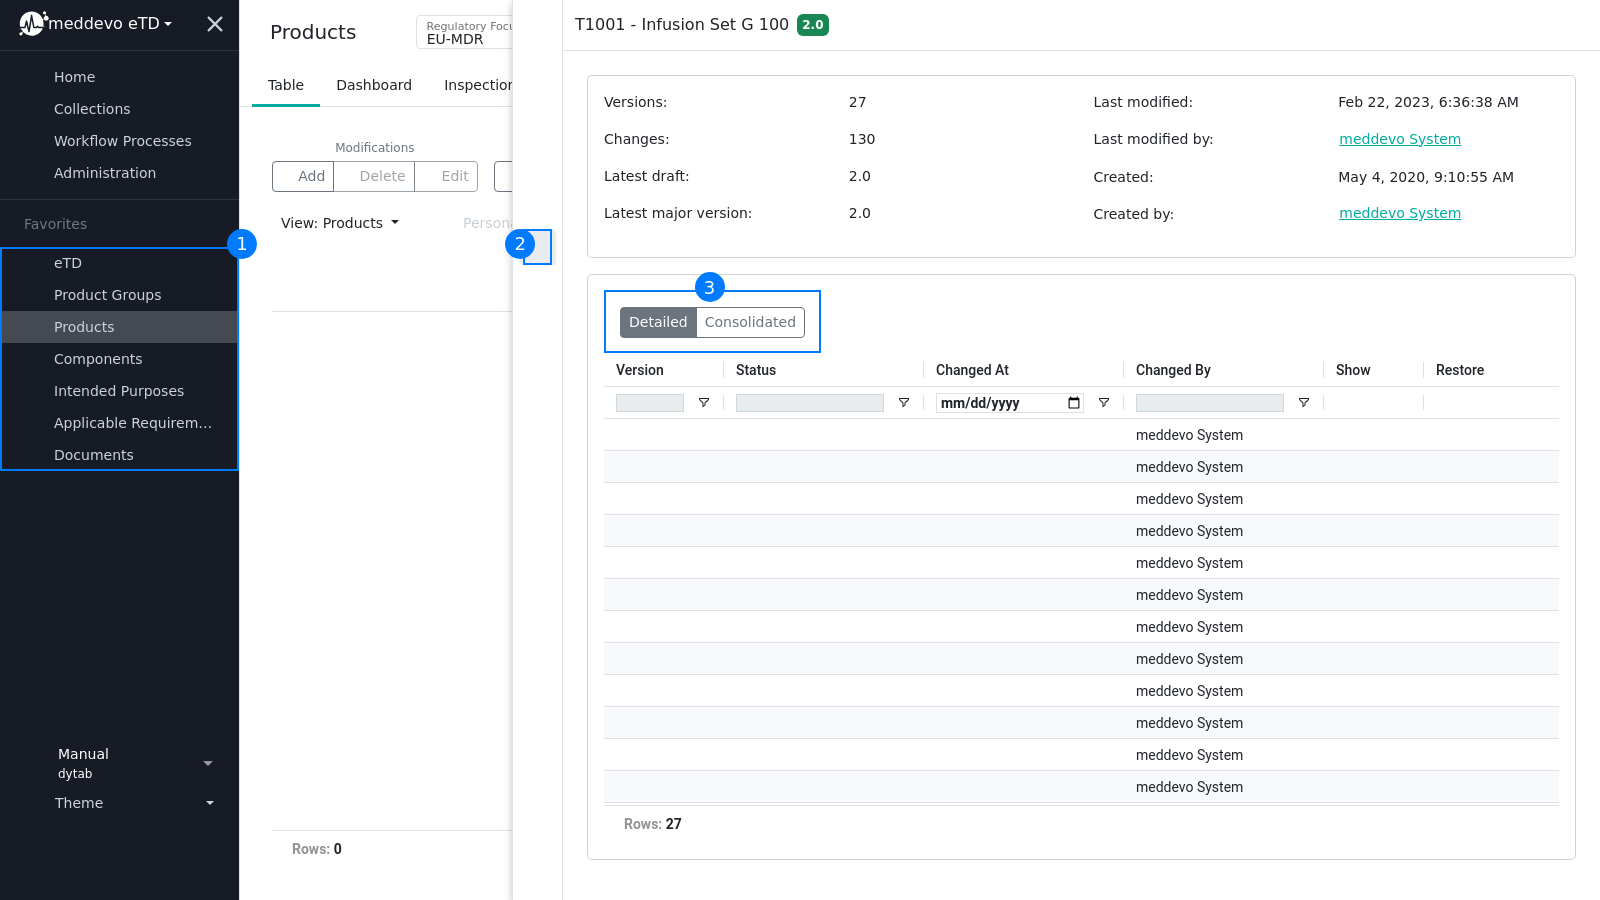 meddevo eTD
Home
Collections
Workflow Processes
Administration
Favorites
1
eTD
Product Groups
Products
Components
Intended Purposes
Applicable Requirem...
Documents
Manual
dytab
Theme
Products
Regulatory Focu
EU-MDR
Table Dashboard Inspection
Modifications
Add Delete Edit
View: Products Persona
2
Rows: 0
T1001 - Infusion Set G 100 2.0
Versions: 27 Last modified: Feb 22, 2023, 6:36:38 AM
Changes: 130 Last modified by: meddevo System
Latest draft: 2.0 Created: May 4, 2020, 9:10:55 AM
Latest major version: 2.0 Created by: meddevo System
3
Detailed Consolidated
Version Status Changed At Changed By Show Restore
mm/dd/yyyy
meddevo System
meddevo System
meddevo System
meddevo System
meddevo System
meddevo System
meddevo System
meddevo System
meddevo System
meddevo System
meddevo System
meddevo System
Rows: 27